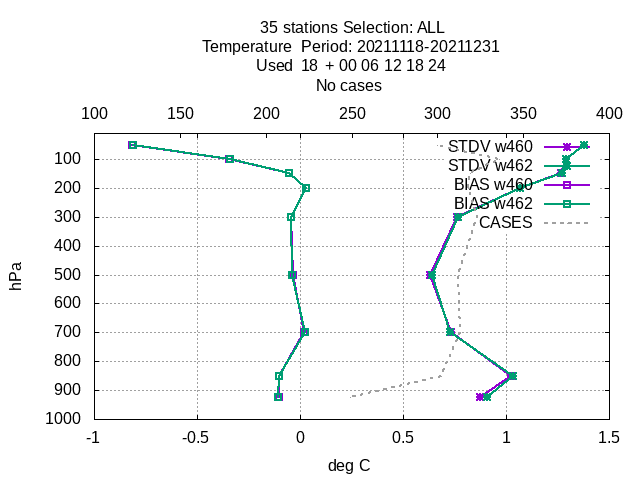 35 stations Selection: ALL
Temperature  Period: 20211118-20211231
Used  18  + 00 06 12 18 24
No cases
100 150 200 250 300 350 400
STDV w460
STDV w462
BIAS w460
BIAS w462
CASES
100
200
300
400
500
600
700
800
900
1000
hPa
-1 -0.5 0 0.5 1 1.5
deg C